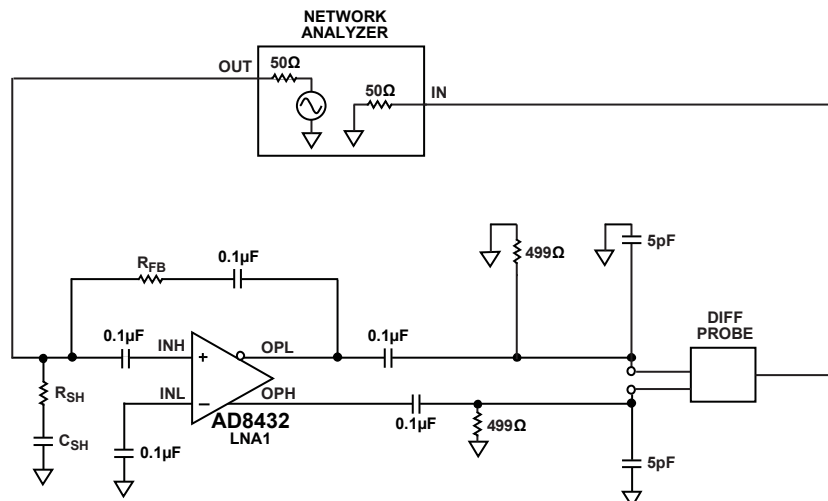 NETWORK
ANALYZER
OUT
50Ω
50Ω
IN
RFB
0.1µF
499Ω
5pF
0.1µF
INH
+
OPL
0.1µF
DIFF
PROBE
RSH
INL
–
OPH
AD8432
LNA1
0.1µF
499Ω
CSH
0.1µF
5pF